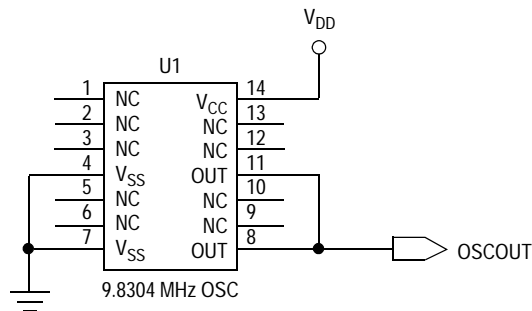 VDD
U1
1 NC VCC 14
2 NC NC 13
3 NC NC 12
4 VSS OUT 11
5 NC NC 10
6 NC NC 9
7 VSS OUT 8
OSCOUT
9.8304 MHz OSC